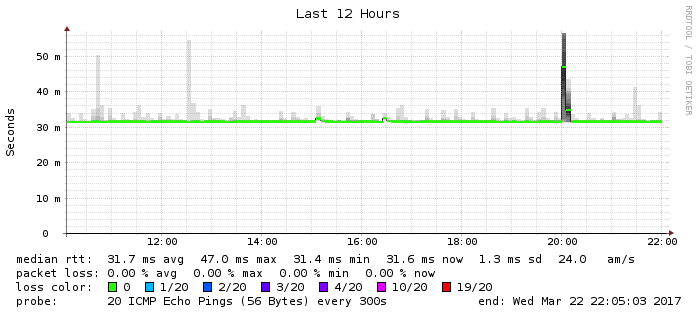 Last 12 Hours
RRDTOOL / TOBI OETIKER
Seconds
50 m
40 m
30 m
20 m
10 m
0
12:00 14:00 16:00 18:00 20:00 22:00
median rtt: 31.7 ms avg 47.0 ms max 31.4 ms min 31.6 ms now 1.3 ms sd 24.0 am/s
packet loss: 0.00 % avg 0.00 % max 0.00 % min 0.00 % now
loss color: 0 1/20 2/20 3/20 4/20 10/20 19/20
probe: 20 ICMP Echo Pings (56 Bytes) every 300s end: Wed Mar 22 22:05:03 2017